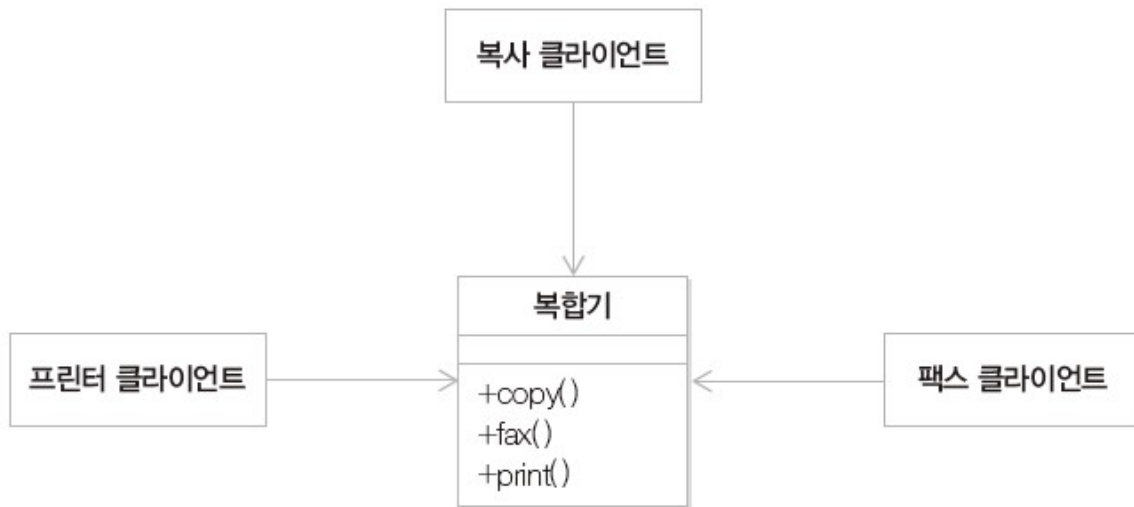 복사 클라이언트
복합기
프린터 클라이언트
팩스 클라이언트
+copy()
+fax()
+print()